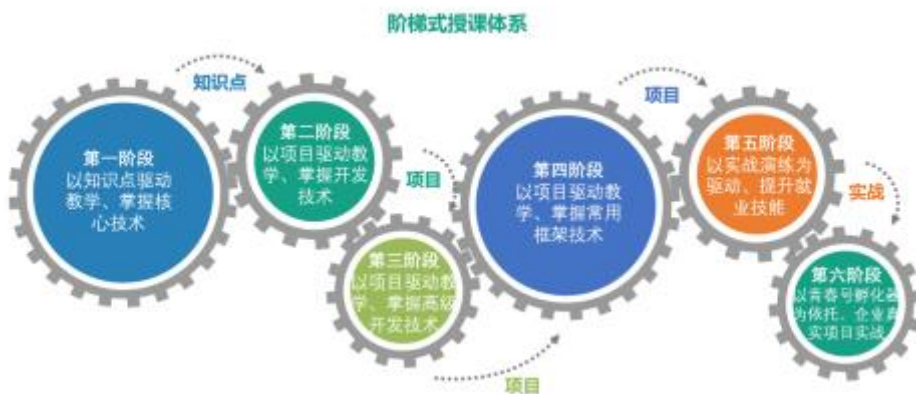 阶梯式授课体系
知识点
第一阶段
以知识点驱动
教学、掌握核
心技术
第二阶段
以项目驱动教
学、掌握开发
技术
项目
第三阶段
以项目驱动教
学、掌握高级
开发技术
项目
第四阶段
以项目驱动教
学、掌握常用
框架技术
项目
第五阶段
以实战演练为
驱动、提升就
业技能
实战
第六阶段
以青春号孵化器
为依托、企业真
实项目实战